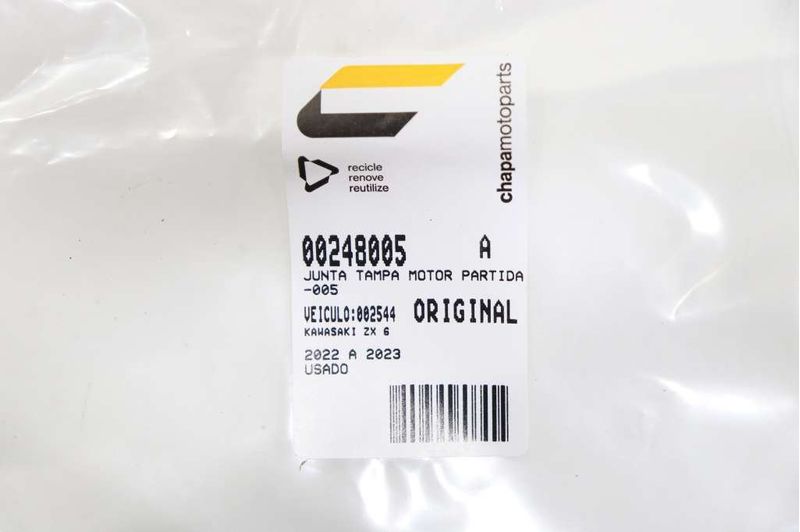 chapamotoparts
recicle
renove
reutilize
00248005 A
JUNTA TAMPA MOTOR PARTIDA
-005
VEICULO:002544 ORIGINAL
KAWASAKI ZX 6
2022 A 2023
USADO